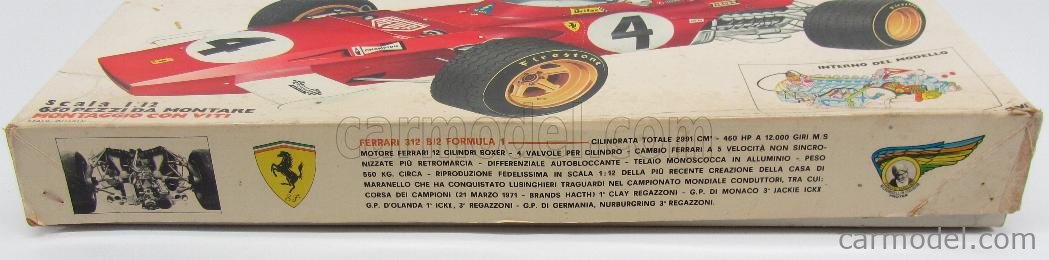 4
4
Firestone
Firestone
INTERNO DEL MODELLO
Scala 1:12
650 PEZZI DA MONTARE
MONTAGGIO CON VITI
carmodel.com
FERRARI 312 B/2 FORMULA 1 CILINDRATA TOTALE 2991 CM³ - 460 HP A 12.000 GIRI M.S
MOTORE FERRARI 12 CILINDRI BOXER - 4 VALVOLE PER CILINDRO - CAMBIO FERRARI A 5 VELOCITÀ NON SINCRO-
NIZZATE PIÙ RETROMARCIA - DIFFERENZIALE AUTOBLOCCANTE - TELAIO MONOSCOCCA IN ALLUMINIO - PESO
560 KG. CIRCA - RIPRODUZIONE FEDELISSIMA IN SCALA 1:12 DELLA PIÙ RECENTE CREAZIONE DELLA CASA DI
MARANELLO CHE HA CONQUISTATO LUSINGHIERI TRAGUARDI NEL CAMPIONATO MONDIALE CONDUTTORI, TRA CUI:
CORSA DEI CAMPIONI (21 MARZO 1971 - BRANDS HACTH) 1° CLAY REGAZZONI - G.P. DI MONACO 3° JACKIE ICKX
G.P. D'OLANDA 1° ICKX, 3° REGAZZONI - G.P. DI GERMANIA, NURBURGRING 3° REGAZZONI.
carmodel.com